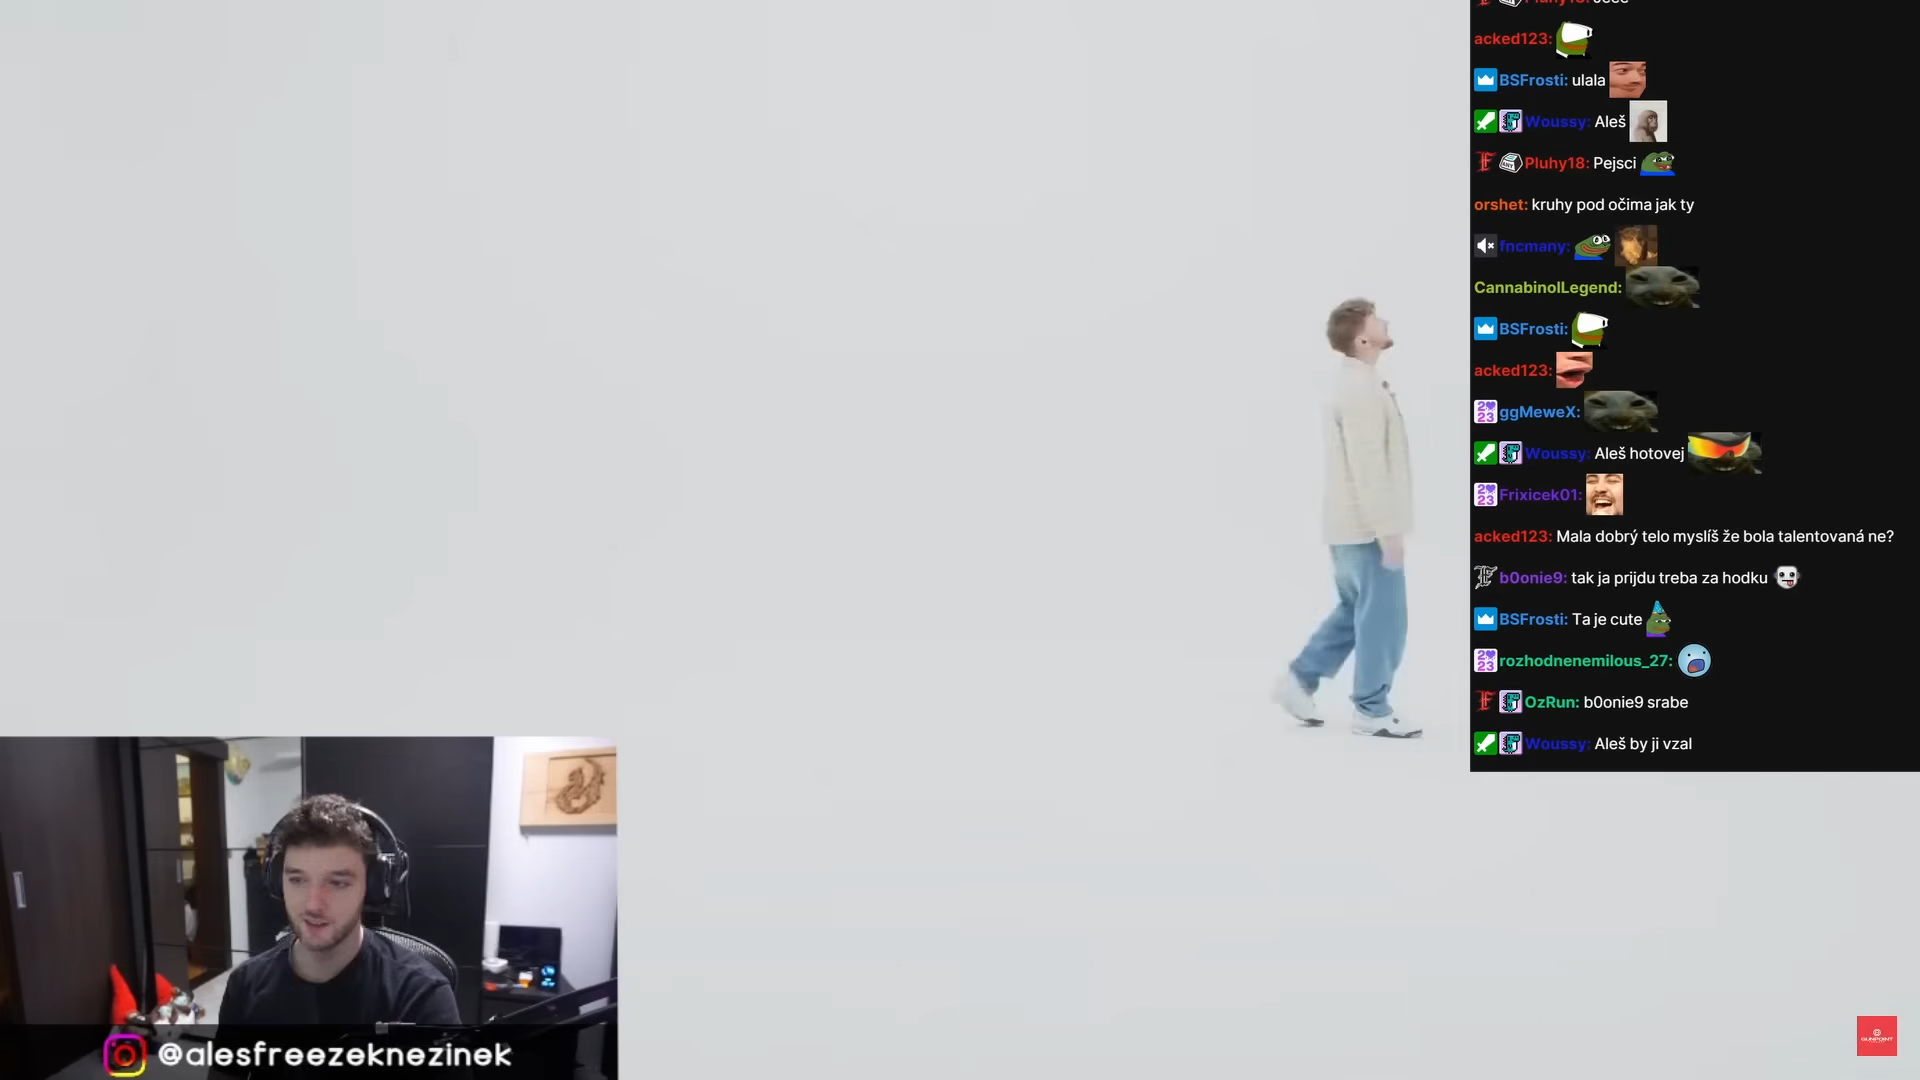 acked123:
BSFrosti: ulala
Woussy: Aleš
Pluhy18: Pejsci
orshet: kruhy pod očima jak ty
fncmany:
CannabinolLegend:
BSFrosti:
acked123:
ggMeweX:
Woussy: Aleš hotovej
Frixicek01:
acked123: Mala dobrý telo myslíš že bola talentovaná ne?
b0onie9: tak ja prijdu treba za hodku
BSFrosti: Ta je cute
rozhodnenemilous_27:
OzRun: b0onie9 srabe
Woussy: Aleš by ji vzal
@alesfreezeknezinek
GUNPOINT